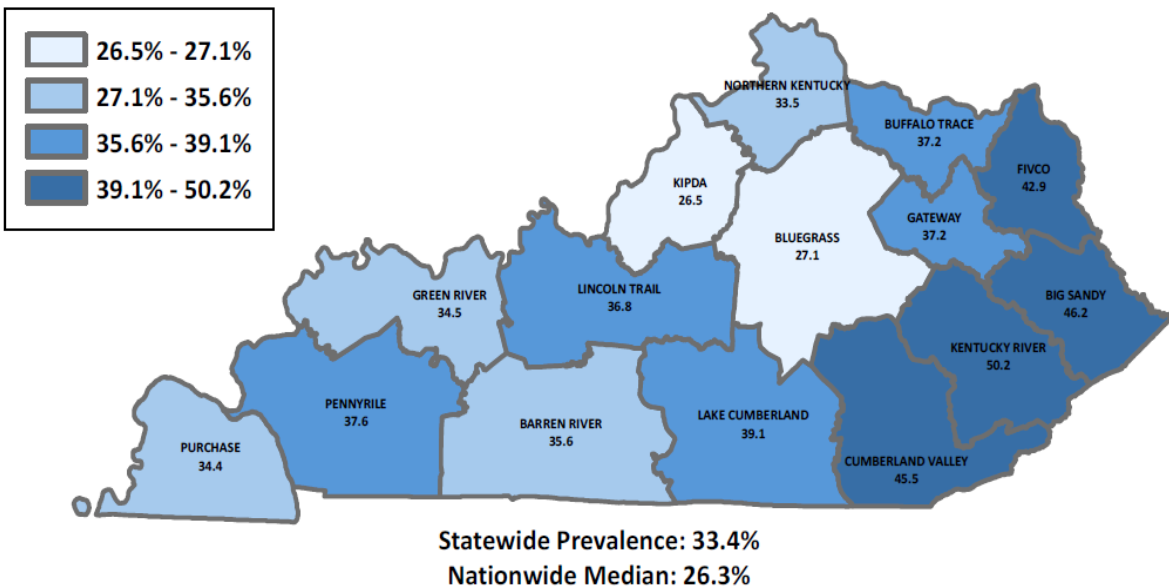 26.5% - 27.1%
27.1% - 35.6%
35.6% - 39.1%
39.1% - 50.2%
NORTHERN KENTUCKY
33.5
BUFFALO TRACE
37.2
FIVCO
42.9
KIPDA
26.5
GATEWAY
37.2
BLUEGRASS
27.1
GREEN RIVER
34.5
LINCOLN TRAIL
36.8
BIG SANDY
46.2
KENTUCKY RIVER
50.2
PENNYRILE
37.6
BARREN RIVER
35.6
LAKE CUMBERLAND
39.1
PURCHASE
34.4
CUMBERLAND VALLEY
45.5
Statewide Prevalence: 33.4%
Nationwide Median: 26.3%